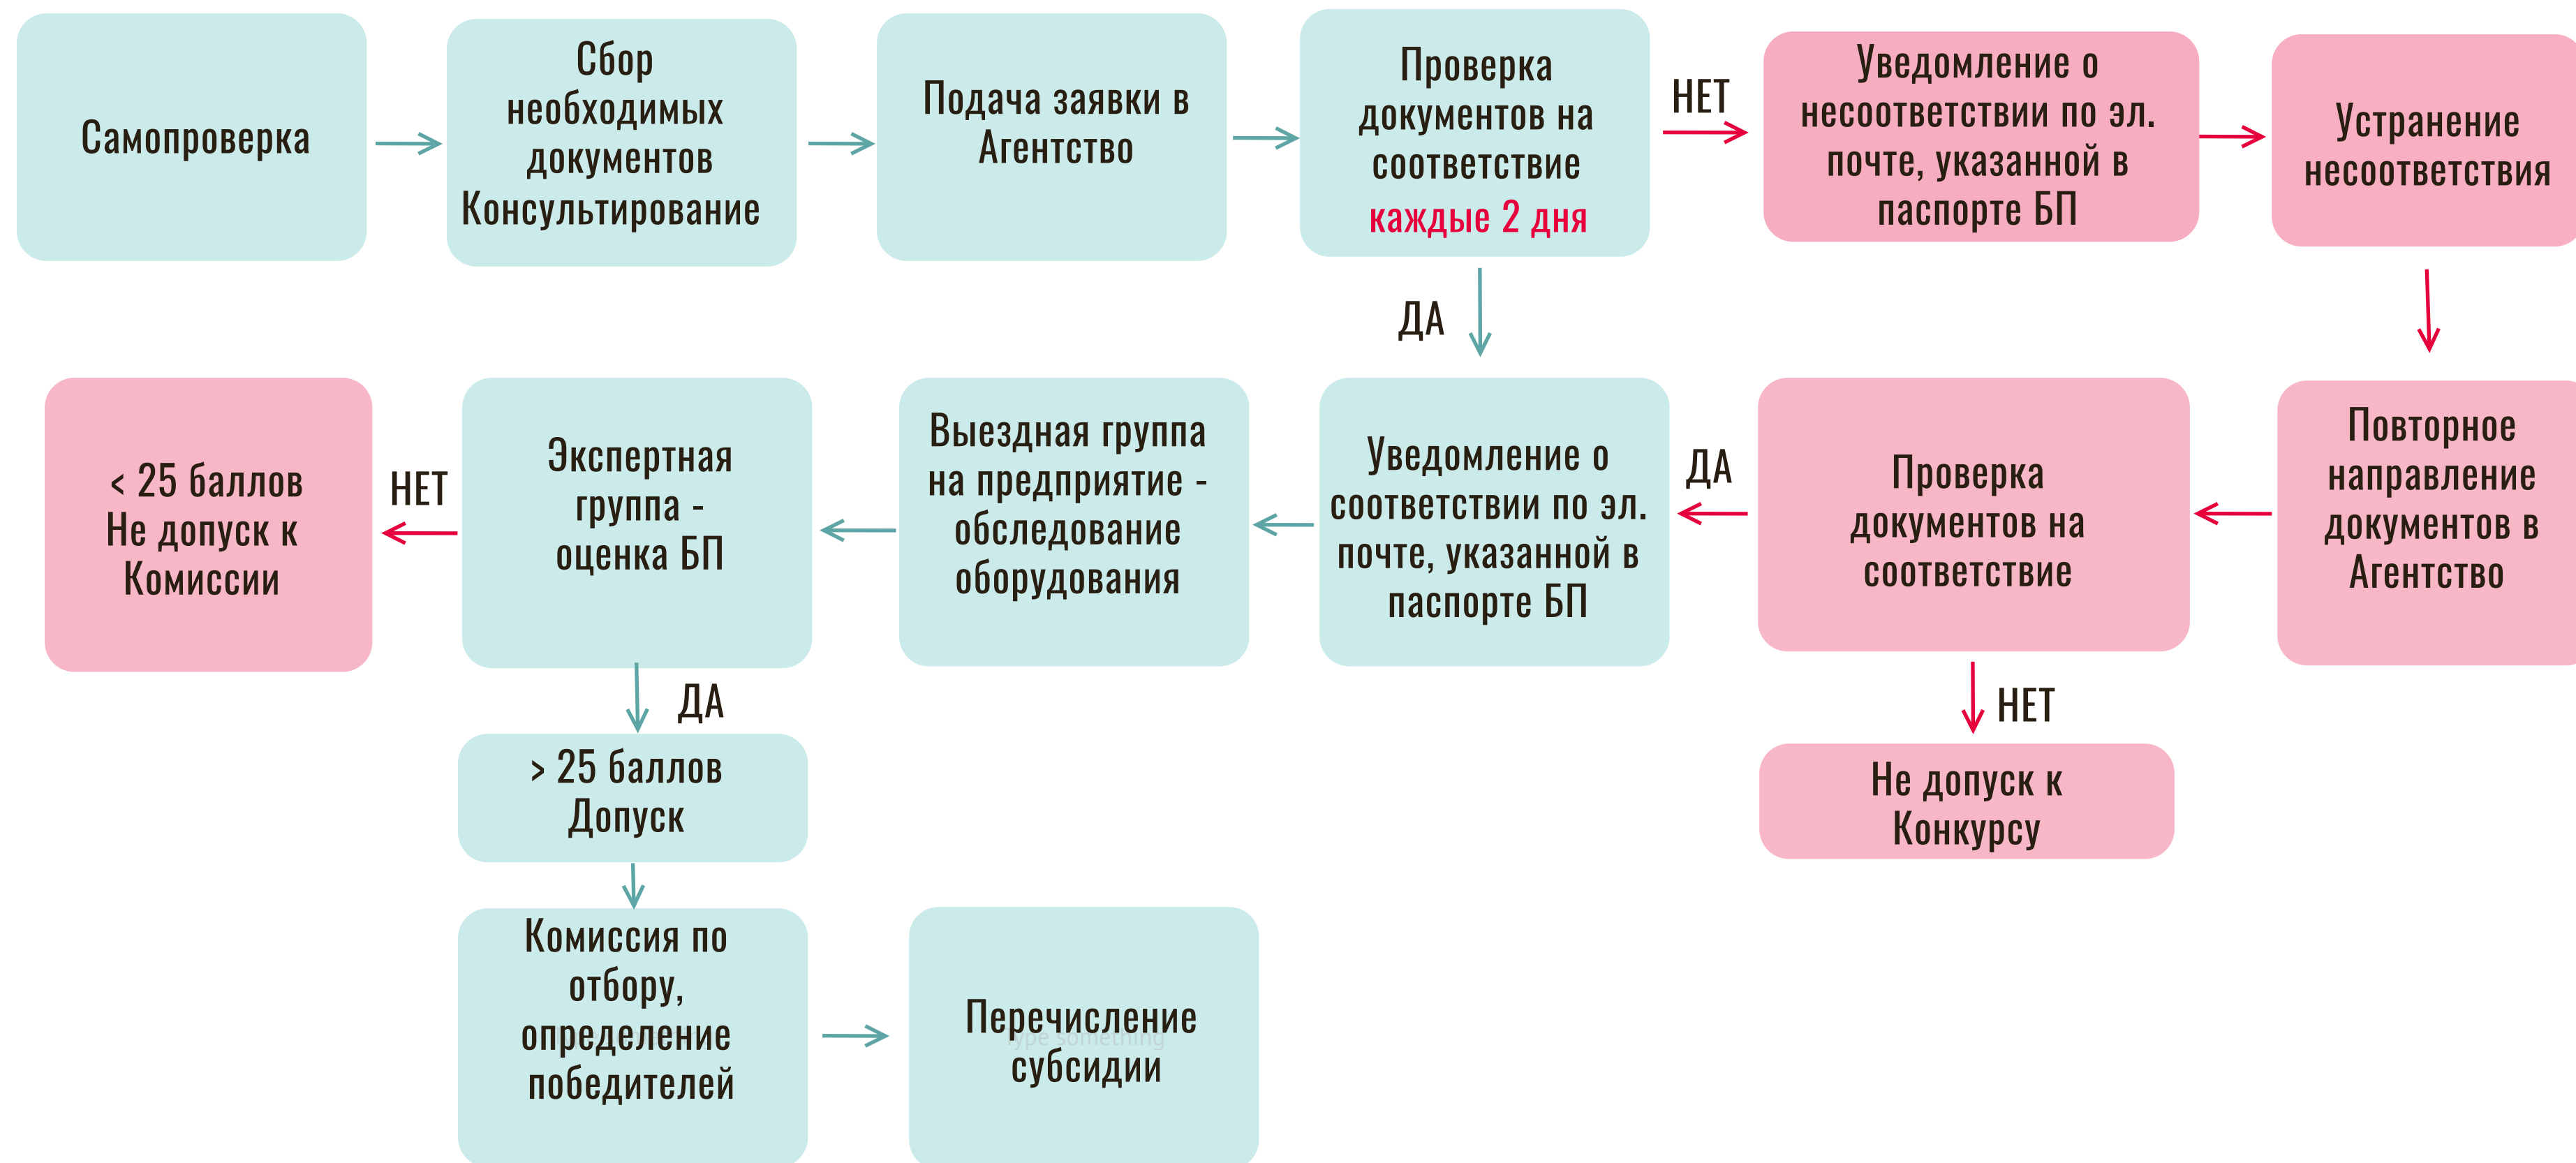 Самопроверка
Сбор
необходимых
документов
Консультирование
Подача заявки в
Агентство
Проверка
документов на
соответствие
каждые 2 дня
НЕТ
Уведомление о
несоответствии по эл.
почте, указанной в
паспорте БП
Устранение
несоответствия
ДА
< 25 баллов
Не допуск к
Комиссии
НЕТ
Экспертная
группа -
оценка БП
Выездная группа
на предприятие -
обследование
оборудования
Уведомление о
соответствии по эл.
почте, указанной в
паспорте БП
ДА
Проверка
документов на
соответствие
Повторное
направление
документов в
Агентство
ДА
НЕТ
> 25 баллов
Допуск
Не допуск к
Конкурсу
Комиссия по
отбору,
определение
победителей
Перечисление
Type something
субсидии